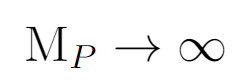 M_P → ∞